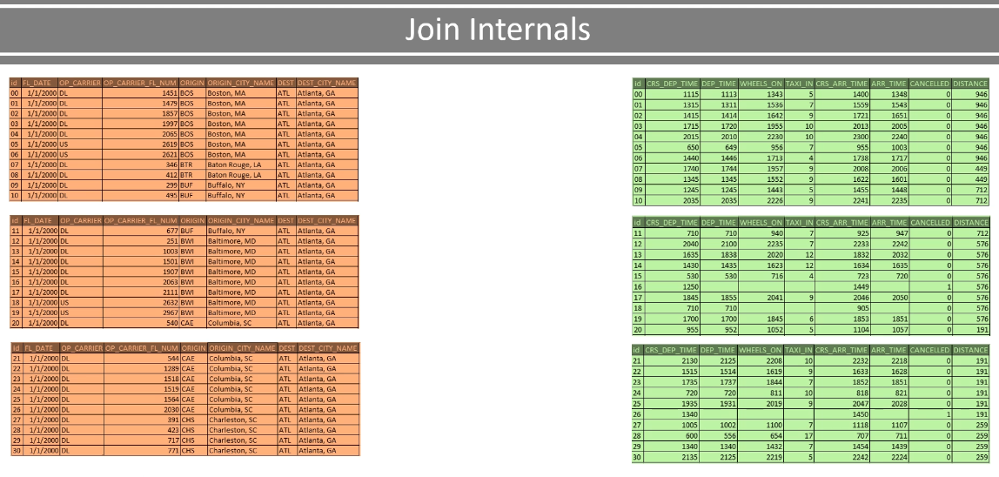 Join Internals
id FL_DATE OP_CARRIER OP_CARRIER_FL_NUM ORIGIN ORIGIN_CITY_NAME DEST DEST_CITY_NAME
00 1/1/2000 DL 1451 BOS Boston, MA ATL Atlanta, GA
01 1/1/2000 DL 1479 BOS Boston, MA ATL Atlanta, GA
02 1/1/2000 DL 1857 BOS Boston, MA ATL Atlanta, GA
03 1/1/2000 DL 1997 BOS Boston, MA ATL Atlanta, GA
04 1/1/2000 DL 2065 BOS Boston, MA ATL Atlanta, GA
05 1/1/2000 US 2619 BOS Boston, MA ATL Atlanta, GA
06 1/1/2000 US 2621 BOS Boston, MA ATL Atlanta, GA
07 1/1/2000 DL 346 BTR Baton Rouge, LA ATL Atlanta, GA
08 1/1/2000 DL 412 BTR Baton Rouge, LA ATL Atlanta, GA
09 1/1/2000 DL 299 BUF Buffalo, NY ATL Atlanta, GA
10 1/1/2000 DL 495 BUF Buffalo, NY ATL Atlanta, GA
id FL_DATE OP_CARRIER OP_CARRIER_FL_NUM ORIGIN ORIGIN_CITY_NAME DEST DEST_CITY_NAME
11 1/1/2000 DL 677 BUF Buffalo, NY ATL Atlanta, GA
12 1/1/2000 DL 251 BWI Baltimore, MD ATL Atlanta, GA
13 1/1/2000 DL 1003 BWI Baltimore, MD ATL Atlanta, GA
14 1/1/2000 DL 1501 BWI Baltimore, MD ATL Atlanta, GA
15 1/1/2000 DL 1907 BWI Baltimore, MD ATL Atlanta, GA
16 1/1/2000 DL 2063 BWI Baltimore, MD ATL Atlanta, GA
17 1/1/2000 DL 2111 BWI Baltimore, MD ATL Atlanta, GA
18 1/1/2000 US 2632 BWI Baltimore, MD ATL Atlanta, GA
19 1/1/2000 US 2967 BWI Baltimore, MD ATL Atlanta, GA
20 1/1/2000 DL 540 CAE Columbia, SC ATL Atlanta, GA
id FL_DATE OP_CARRIER OP_CARRIER_FL_NUM ORIGIN ORIGIN_CITY_NAME DEST DEST_CITY_NAME
21 1/1/2000 DL 544 CAE Columbia, SC ATL Atlanta, GA
22 1/1/2000 DL 1289 CAE Columbia, SC ATL Atlanta, GA
23 1/1/2000 DL 1518 CAE Columbia, SC ATL Atlanta, GA
24 1/1/2000 DL 1519 CAE Columbia, SC ATL Atlanta, GA
25 1/1/2000 DL 1564 CAE Columbia, SC ATL Atlanta, GA
26 1/1/2000 DL 2030 CAE Columbia, SC ATL Atlanta, GA
27 1/1/2000 DL 391 CHS Charleston, SC ATL Atlanta, GA
28 1/1/2000 DL 423 CHS Charleston, SC ATL Atlanta, GA
29 1/1/2000 DL 717 CHS Charleston, SC ATL Atlanta, GA
30 1/1/2000 DL 771 CHS Charleston, SC ATL Atlanta, GA
id CRS_DEP_TIME DEP_TIME WHEELS_ON TAXI_IN CRS_ARR_TIME ARR_TIME CANCELLED DISTANCE
00 1115 1113 1343 5 1400 1348 0 946
01 1315 1311 1536 7 1559 1543 0 946
02 1415 1414 1642 9 1721 1651 0 946
03 1715 1720 1955 10 2013 2005 0 946
04 2015 2010 2230 10 2300 2240 0 946
05 650 649 956 7 955 1003 0 946
06 1440 1446 1713 4 1738 1717 0 946
07 1740 1744 1957 9 2008 2006 0 449
08 1345 1345 1552 9 1622 1601 0 449
09 1245 1245 1443 5 1455 1448 0 712
10 2035 2035 2226 9 2241 2235 0 712
id CRS_DEP_TIME DEP_TIME WHEELS_ON TAXI_IN CRS_ARR_TIME ARR_TIME CANCELLED DISTANCE
11 710 710 940 7 925 947 0 712
12 2040 2100 2235 7 2233 2242 0 576
13 1635 1838 2020 12 1832 2032 0 576
14 1430 1435 1623 12 1634 1635 0 576
15 530 530 716 4 723 720 0 576
16 1250 1449 1 576
17 1845 1855 2041 9 2046 2050 0 576
18 710 710 905 0 576
19 1700 1700 1845 6 1853 1851 0 576
20 955 952 1052 5 1104 1057 0 191
id CRS_DEP_TIME DEP_TIME WHEELS_ON TAXI_IN CRS_ARR_TIME ARR_TIME CANCELLED DISTANCE
21 2130 2125 2208 10 2232 2218 0 191
22 1515 1514 1619 9 1633 1628 0 191
23 1735 1737 1844 7 1852 1851 0 191
24 720 720 811 10 818 821 0 191
25 1935 1931 2019 9 2047 2028 0 191
26 1340 1450 1 191
27 1005 1002 1100 7 1118 1107 0 259
28 600 556 654 17 707 711 0 259
29 1340 1340 1432 7 1454 1439 0 259
30 2135 2125 2219 5 2242 2224 0 259